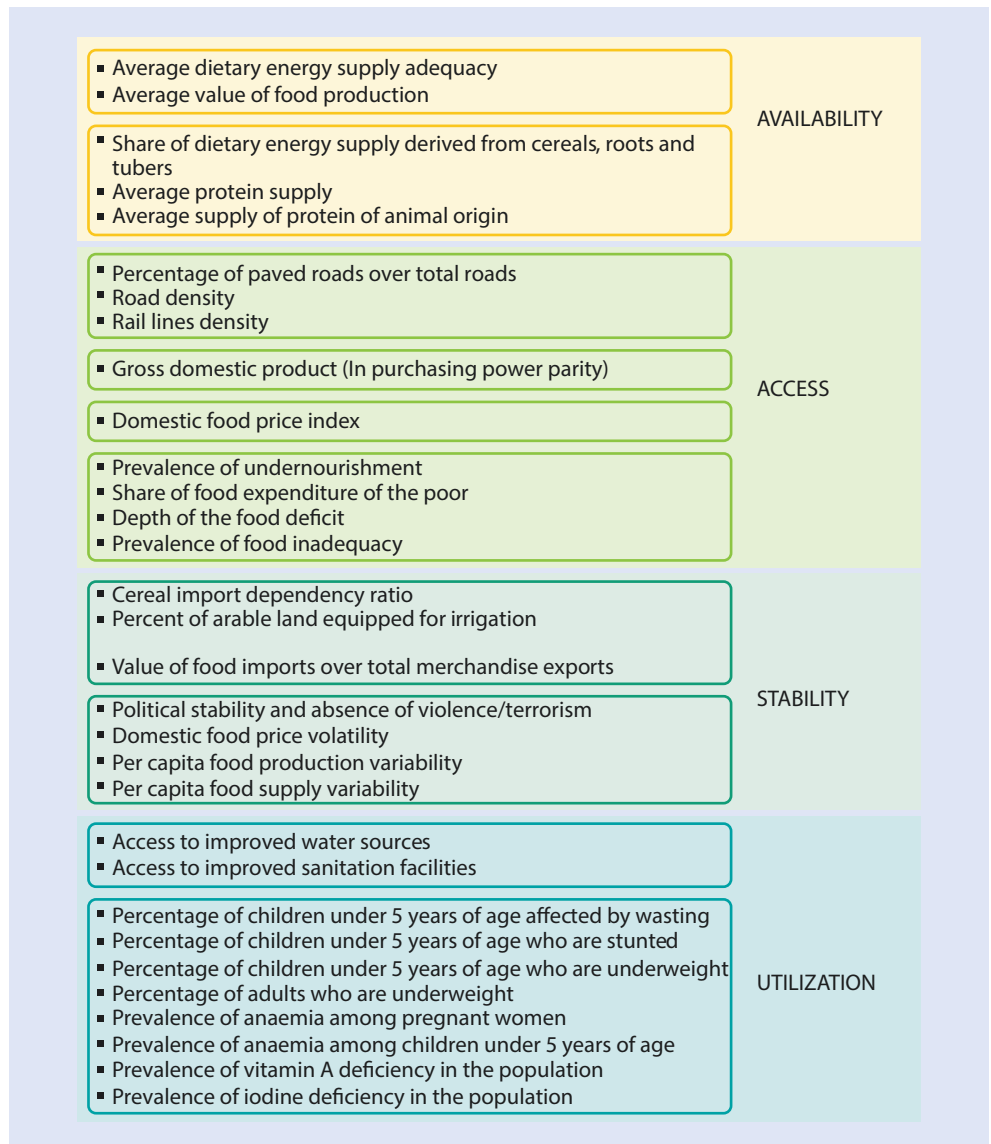 ▪ Average dietary energy supply adequacy
▪ Average value of food production
▪ Share of dietary energy supply derived from cereals, roots and
tubers
▪ Average protein supply
▪ Average supply of protein of animal origin
AVAILABILITY
▪ Percentage of paved roads over total roads
▪ Road density
▪ Rail lines density
▪ Gross domestic product (In purchasing power parity)
▪ Domestic food price index
▪ Prevalence of undernourishment
▪ Share of food expenditure of the poor
▪ Depth of the food deficit
▪ Prevalence of food inadequacy
ACCESS
▪ Cereal import dependency ratio
▪ Percent of arable land equipped for irrigation
▪ Value of food imports over total merchandise exports
▪ Political stability and absence of violence/terrorism
▪ Domestic food price volatility
▪ Per capita food production variability
▪ Per capita food supply variability
STABILITY
▪ Access to improved water sources
▪ Access to improved sanitation facilities
▪ Percentage of children under 5 years of age affected by wasting
▪ Percentage of children under 5 years of age who are stunted
▪ Percentage of children under 5 years of age who are underweight
▪ Percentage of adults who are underweight
▪ Prevalence of anaemia among pregnant women
▪ Prevalence of anaemia among children under 5 years of age
▪ Prevalence of vitamin A deficiency in the population
▪ Prevalence of iodine deficiency in the population
UTILIZATION